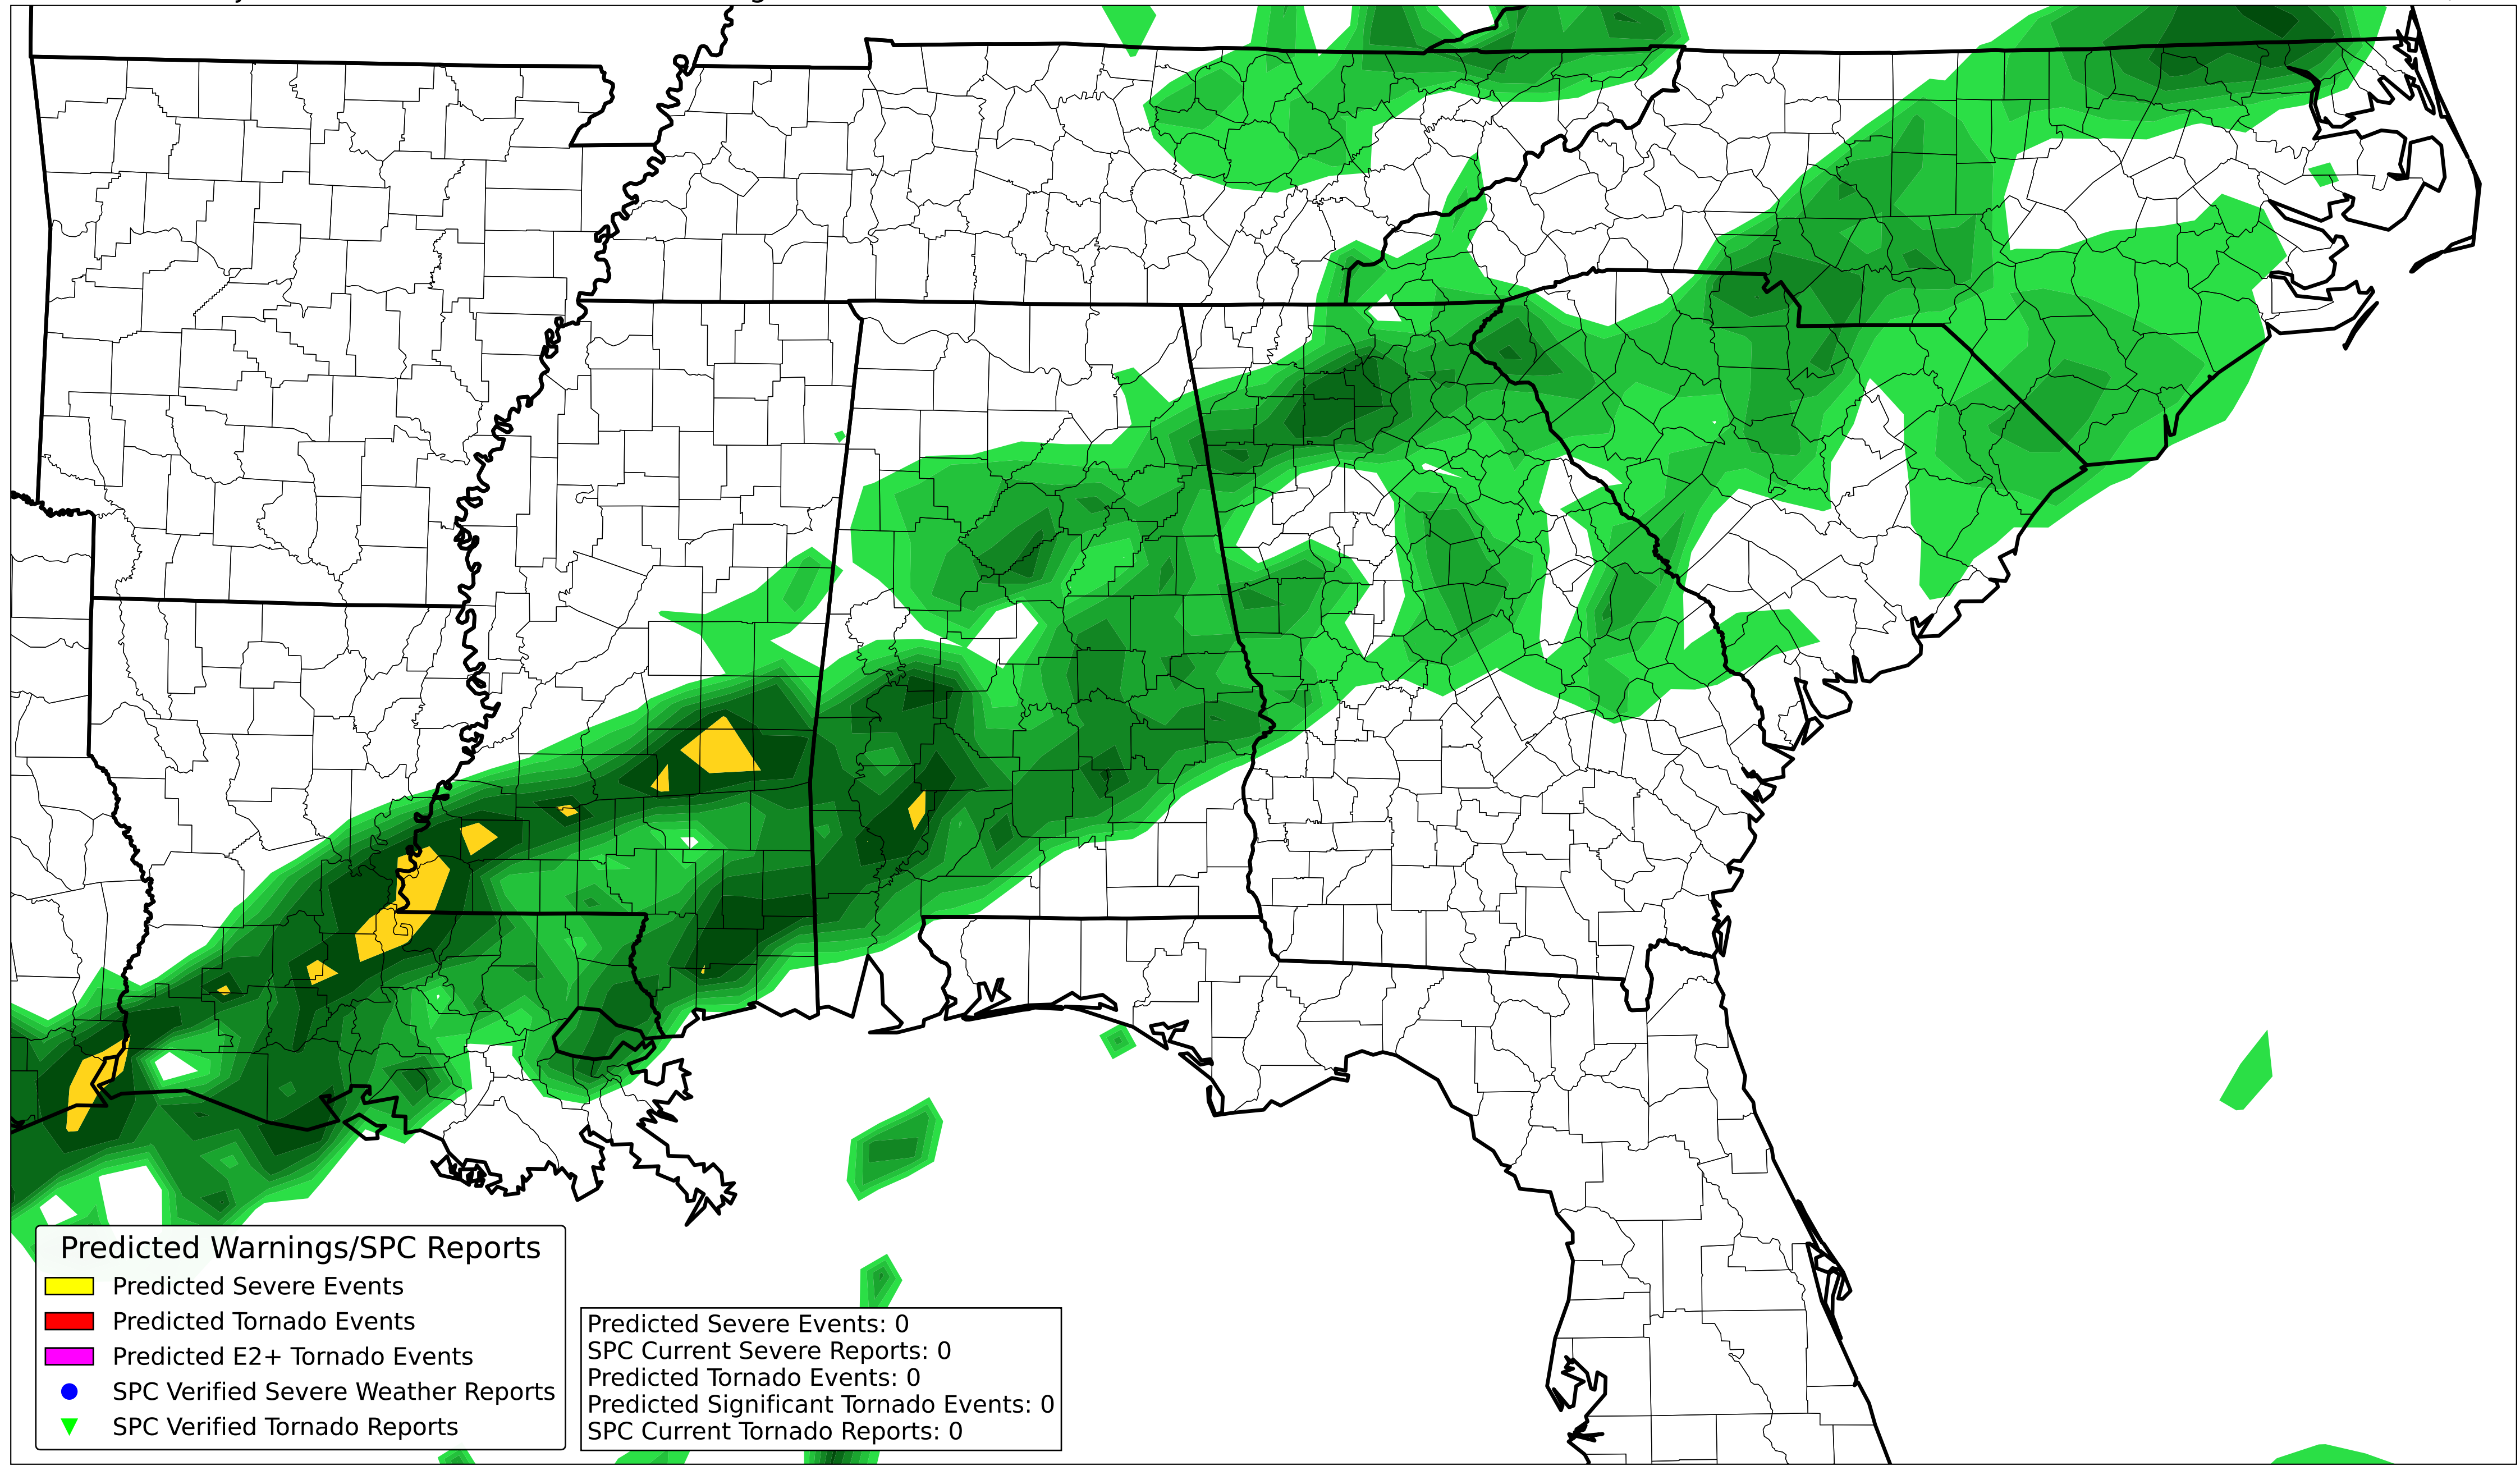 Predicted Warnings/SPC Reports
Predicted Severe Events
Predicted Tornado Events
Predicted E2+ Tornado Events
SPC Verified Severe Weather Reports
SPC Verified Tornado Reports
Predicted Severe Events: 0
SPC Current Severe Reports: 0
Predicted Tornado Events: 0
Predicted Significant Tornado Events: 0
SPC Current Tornado Reports: 0